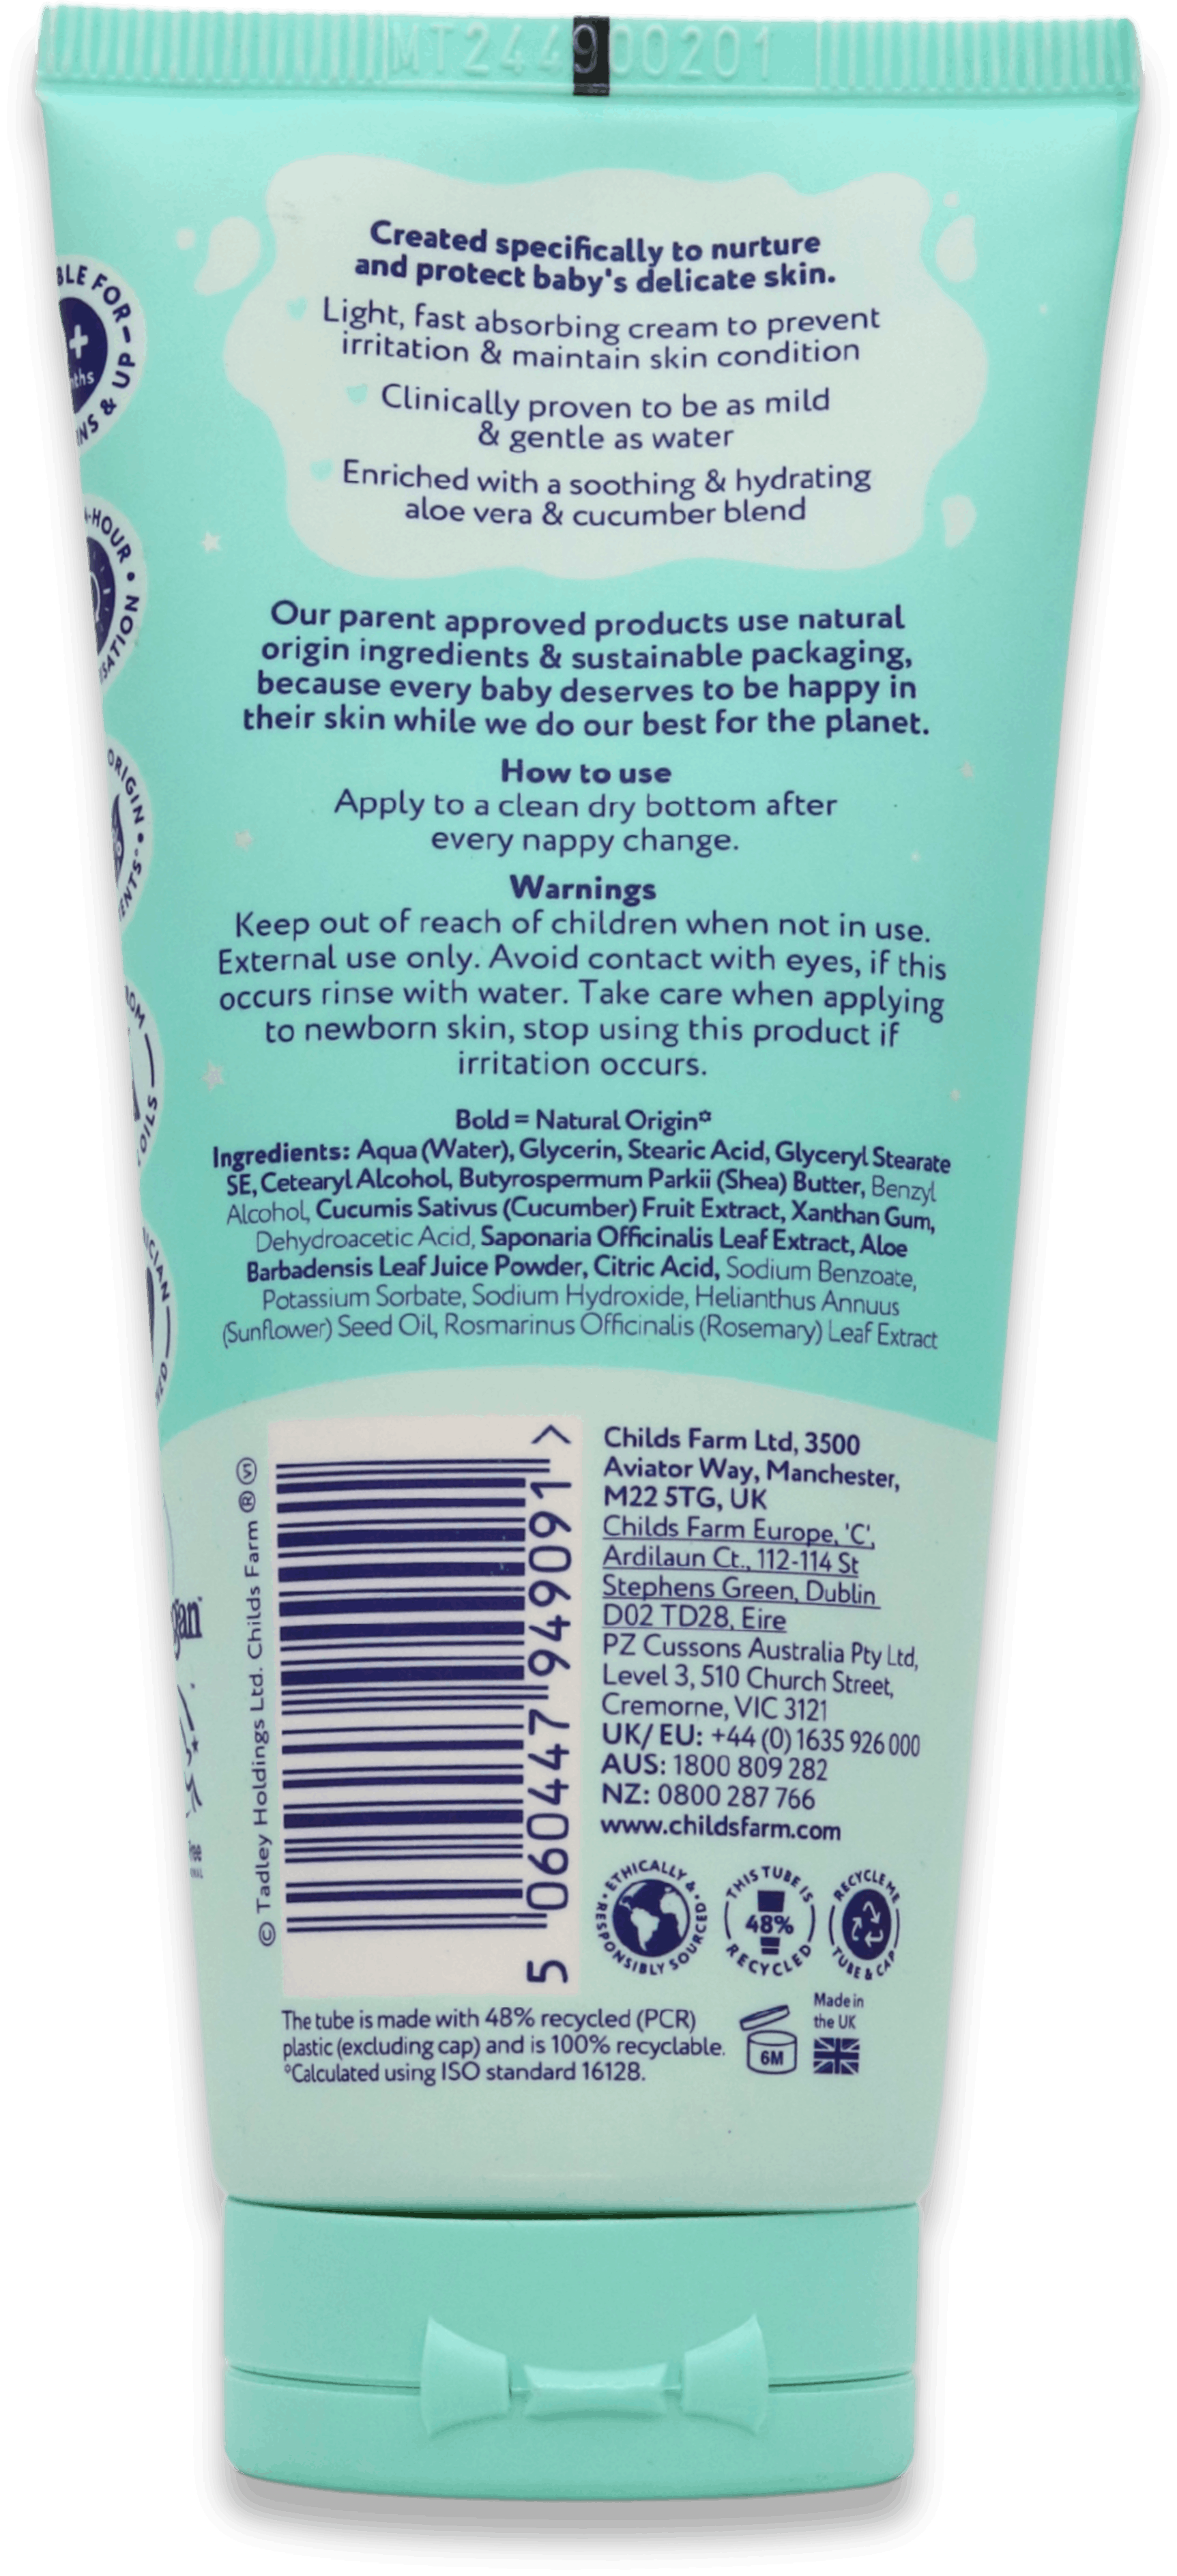 MT244900201
Created specifically to nurture
and protect baby's delicate skin.
Light, fast absorbing cream to prevent
irritation & maintain skin condition
Clinically proven to be as mild
& gentle as water
Enriched with a soothing & hydrating
aloe vera & cucumber blend
Our parent approved products use natural
origin ingredients & sustainable packaging,
because every baby deserves to be happy in
their skin while we do our best for the planet.
How to use
Apply to a clean dry bottom after
every nappy change.
Warnings
Keep out of reach of children when not in use.
External use only. Avoid contact with eyes, if this
occurs rinse with water. Take care when applying
to newborn skin, stop using this product if
irritation occurs.
Bold = Natural Origin°
Ingredients: Aqua (Water), Glycerin, Stearic Acid, Glyceryl Stearate
SE, Cetearyl Alcohol, Butyrospermum Parkii (Shea) Butter, Benzyl
Alcohol, Cucumis Sativus (Cucumber) Fruit Extract, Xanthan Gum,
Dehydroacetic Acid, Saponaria Officinalis Leaf Extract, Aloe
Barbadensis Leaf Juice Powder, Citric Acid, Sodium Benzoate,
Potassium Sorbate, Sodium Hydroxide, Helianthus Annuus
(Sunflower) Seed Oil, Rosmarinus Officinalis (Rosemary) Leaf Extract
© Tadley Holdings Ltd. Childs Farm ® V1
5 060447 949091 >
Childs Farm Ltd, 3500
Aviator Way, Manchester,
M22 5TG, UK
Childs Farm Europe, 'C',
Ardilaun Ct., 112-114 St
Stephens Green, Dublin
D02 TD28, Eire
PZ Cussons Australia Pty Ltd,
Level 3, 510 Church Street,
Cremorne, VIC 3121
UK/ EU: +44 (0) 1635 926 000
AUS: 1800 809 282
NZ: 0800 287 766
www.childsfarm.com
ETHICALLY & RESPONSIBLY SOURCED
THIS TUBE IS 48% RECYCLED
RECYCLE ME TUBE & CAP
The tube is made with 48% recycled (PCR)
plastic (excluding cap) and is 100% recyclable.
°Calculated using ISO standard 16128.
6M
Made in
the UK